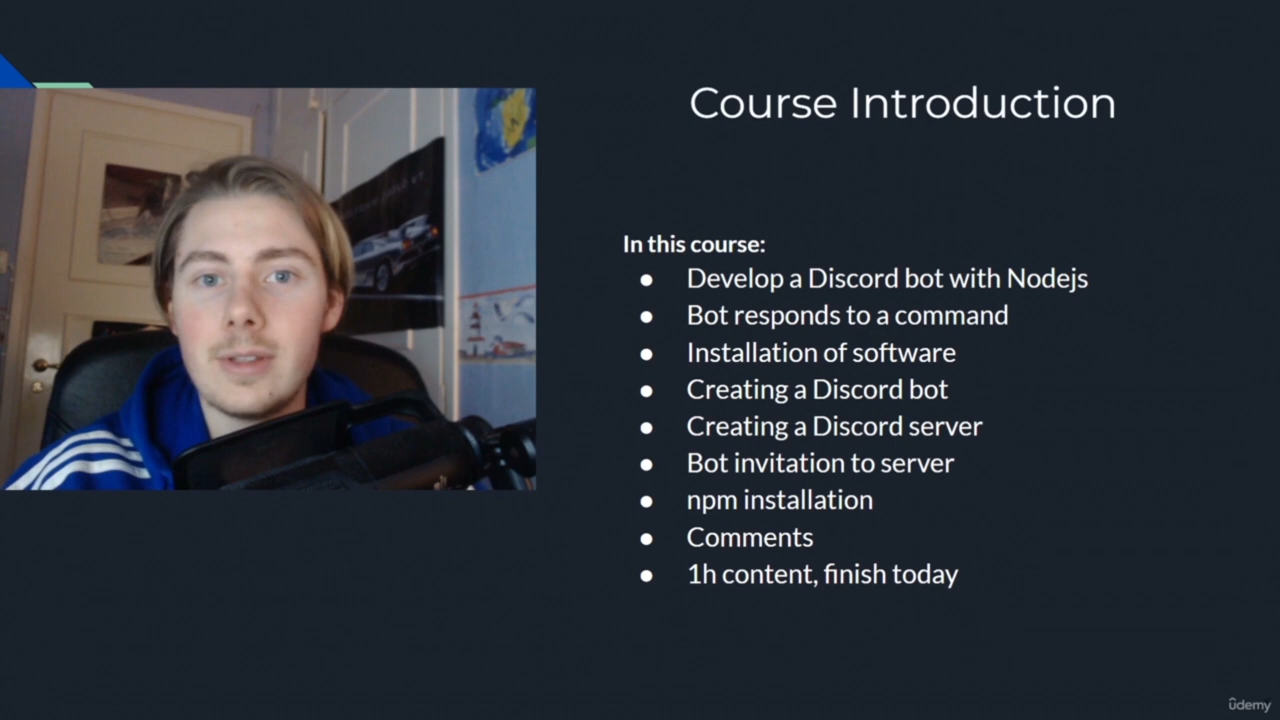 Course Introduction
In this course:
● Develop a Discord bot with Nodejs
● Bot responds to a command
● Installation of software
● Creating a Discord bot
● Creating a Discord server
● Bot invitation to server
● npm installation
● Comments
● 1h content, finish today
ûdemy